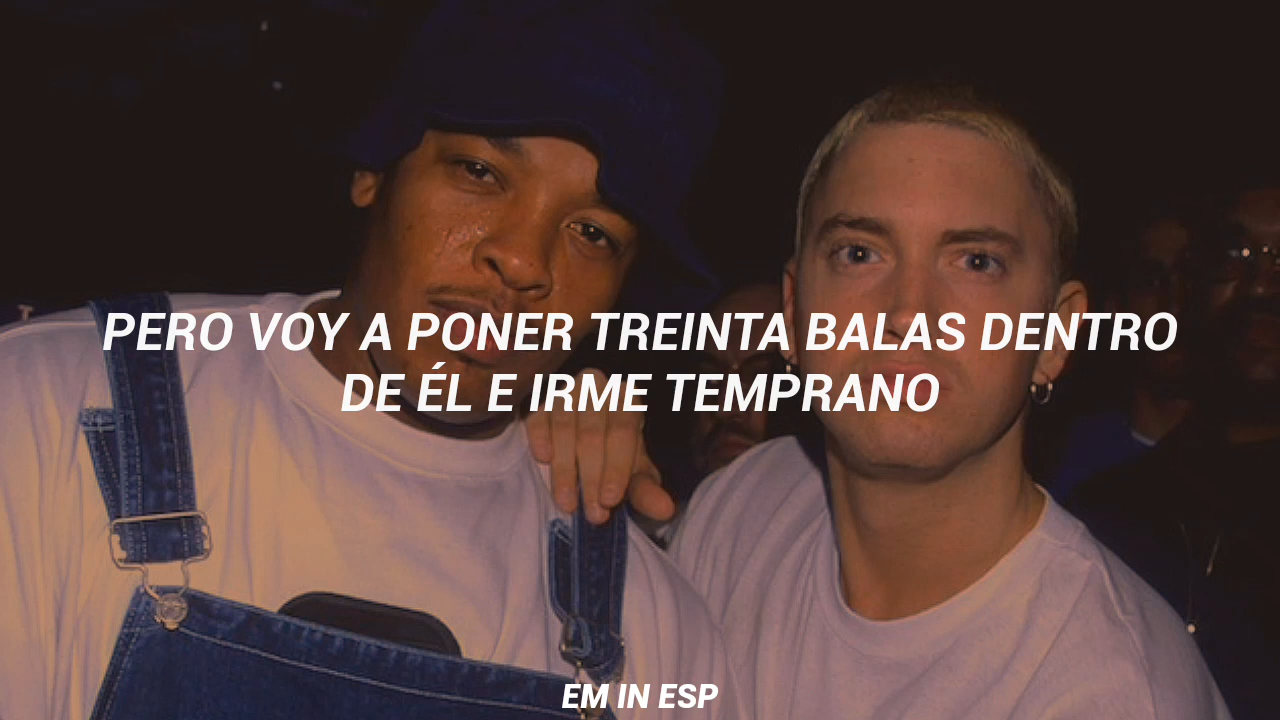 PERO VOY A PONER TREINTA BALAS DENTRO
DE ÉL E IRME TEMPRANO
EM IN ESP